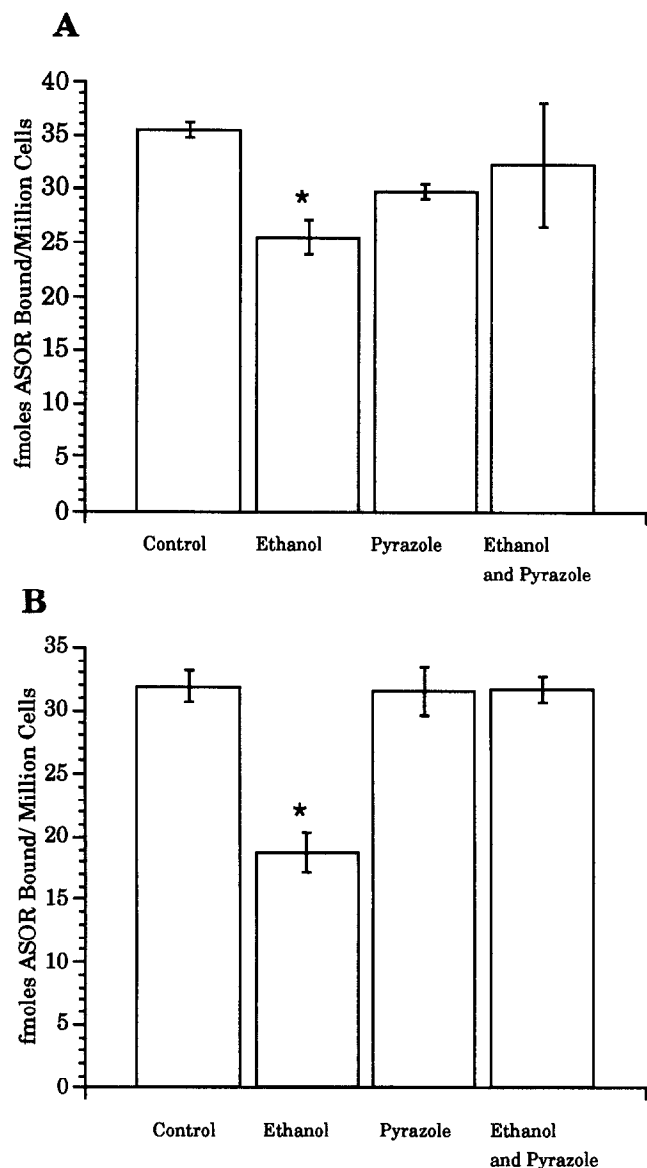 A
fmoles ASOR Bound/Million Cells
40
35
30
25
20
15
10
5
0
*
Control
Ethanol
Pyrazole
Ethanol
and Pyrazole
B
fmoles ASOR Bound/ Million Cells
35
30
25
20
15
10
5
0
*
Control
Ethanol
Pyrazole
Ethanol
and Pyrazole